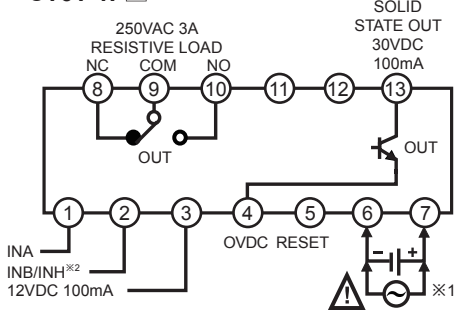 250VAC 3A
RESISTIVE LOAD
NC COM NO
SOLID
STATE OUT
30VDC
100mA
8 9 10 11 12 13
OUT
OUT
1 2 3 4 5 6 7
0VDC RESET
INA
INB/INH※2
12VDC 100mA
- +
※1